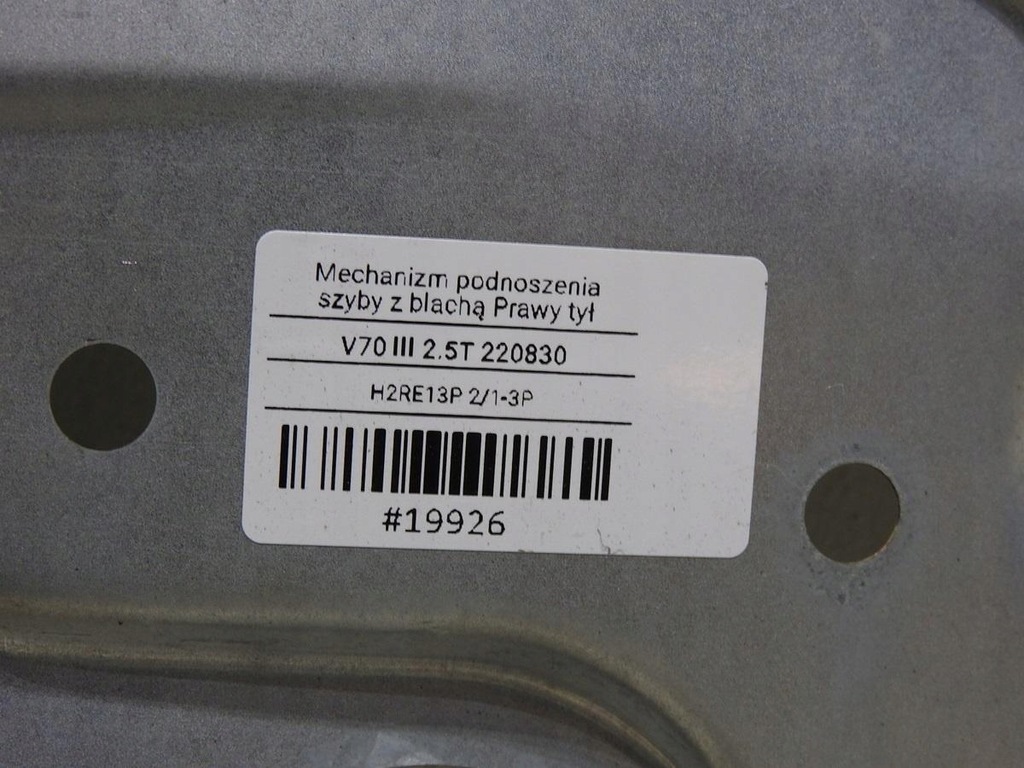 Mechanizm podnoszenia
szyby z blachą Prawy tył
V70 III 2.5T 220830
H2RE13P 2/1-3P
#19926